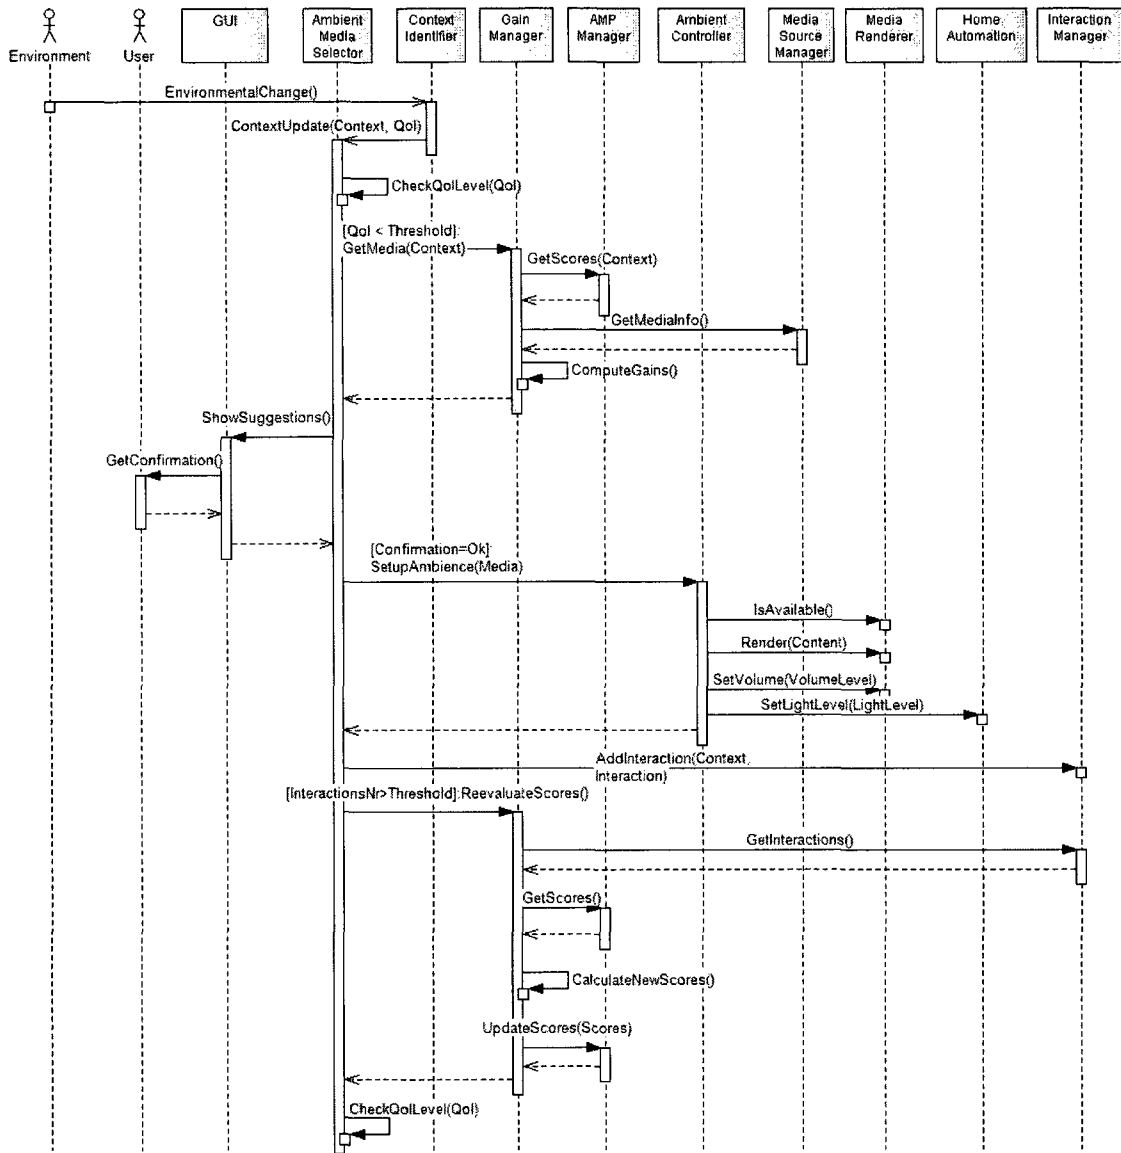 Environment
User
GUI
Ambient
Media
Selector
Context
Identifier
Gain
Manager
AMP
Manager
Ambient
Controller
Media
Source
Manager
Media
Renderer
Home
Automation
Interaction
Manager
EnvironmentalChange()
ContextUpdate(Context, QoI)
CheckQoILevel(QoI)
[QoI < Threshold]:
GetMedia(Context)
GetScores(Context)
GetMediaInfo()
ComputeGains()
ShowSuggestions()
GetConfirmation()
[Confirmation=Ok]:
SetupAmbience(Media)
IsAvailable()
Render(Content)
SetVolume(VolumeLevel)
SetLightLevel(LightLevel)
AddInteraction(Context,
Interaction)
[InteractionsNr>Threshold]:ReevaluateScores()
GetInteractions()
GetScores()
CalculateNewScores()
UpdateScores(Scores)
CheckQoILevel(QoI)